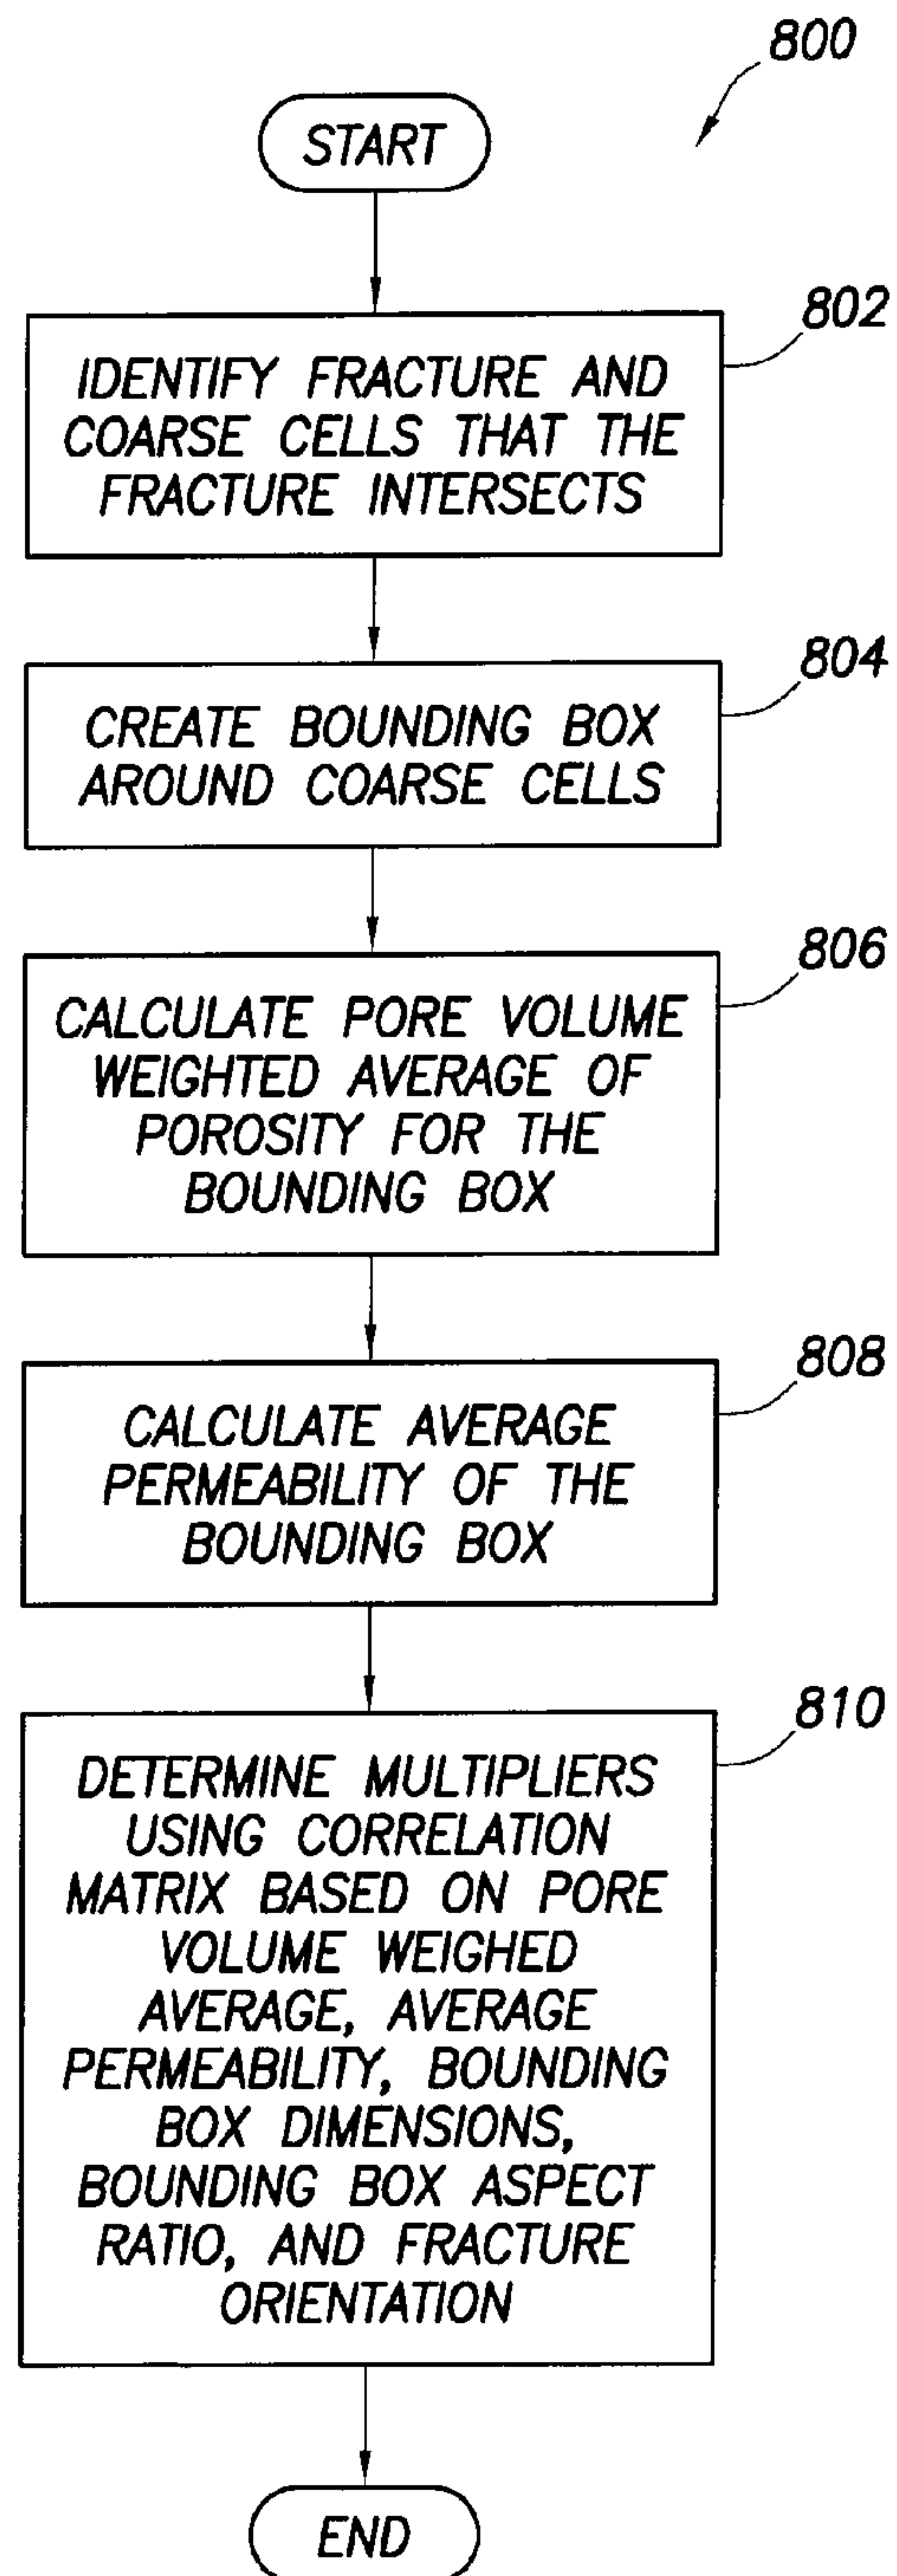 800
START
802
IDENTIFY FRACTURE AND
COARSE CELLS THAT THE
FRACTURE INTERSECTS
804
CREATE BOUNDING BOX
AROUND COARSE CELLS
806
CALCULATE PORE VOLUME
WEIGHTED AVERAGE OF
POROSITY FOR THE
BOUNDING BOX
808
CALCULATE AVERAGE
PERMEABILITY OF THE
BOUNDING BOX
810
DETERMINE MULTIPLIERS
USING CORRELATION
MATRIX BASED ON PORE
VOLUME WEIGHED
AVERAGE, AVERAGE
PERMEABILITY, BOUNDING
BOX DIMENSIONS,
BOUNDING BOX ASPECT
RATIO, AND FRACTURE
ORIENTATION
END